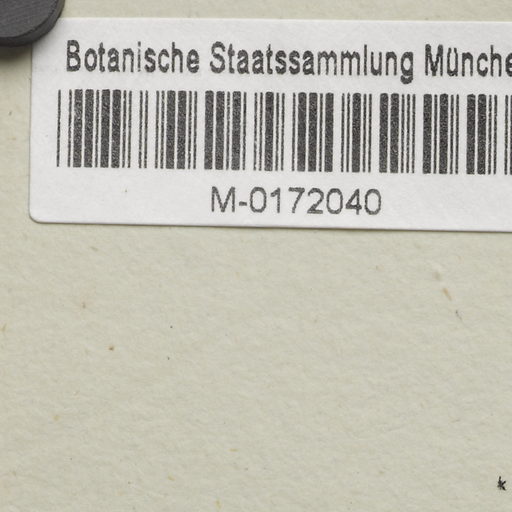 Botanische Staatssammlung Münche
M-0172040
k